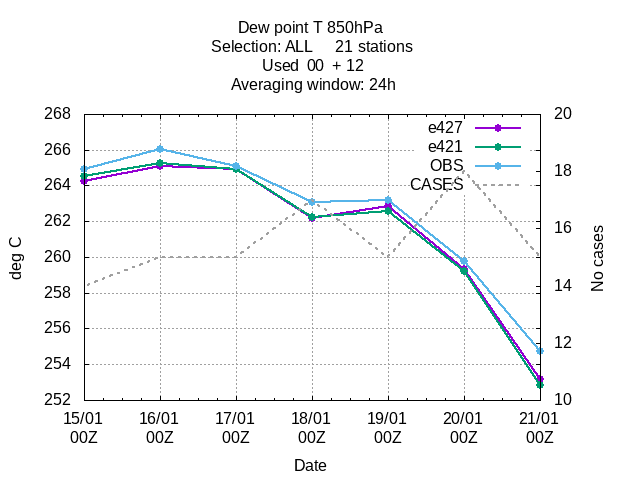 Dew point T 850hPa
Selection: ALL     21 stations
Used  00  + 12
Averaging window: 24h
268
266
264
262
260
258
256
254
252
20
18
16
14
12
10
e427
e421
OBS
CASES
deg C
No cases
15/01 16/01 17/01 18/01 19/01 20/01 21/01
00Z 00Z 00Z 00Z 00Z 00Z 00Z
Date